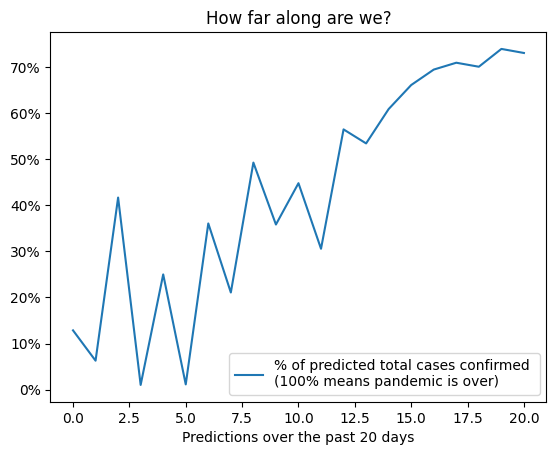 How far along are we?
70%
60%
50%
40%
30%
20%
10%
0%
% of predicted total cases confirmed
(100% means pandemic is over)
0.0 2.5 5.0 7.5 10.0 12.5 15.0 17.5 20.0
Predictions over the past 20 days